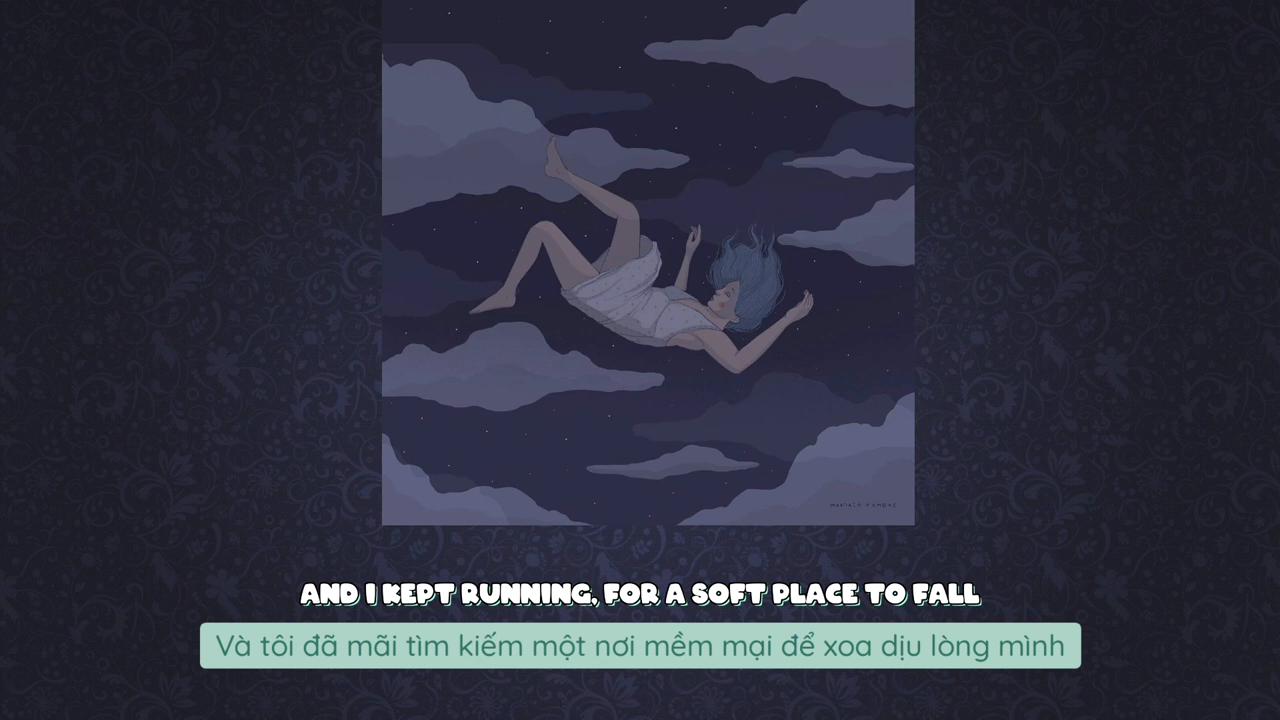 AND I KEPT RUNNING, FOR A SOFT PLACE TO FALL
Và tôi đã mãi tìm kiếm một nơi mềm mại để xoa dịu lòng mình